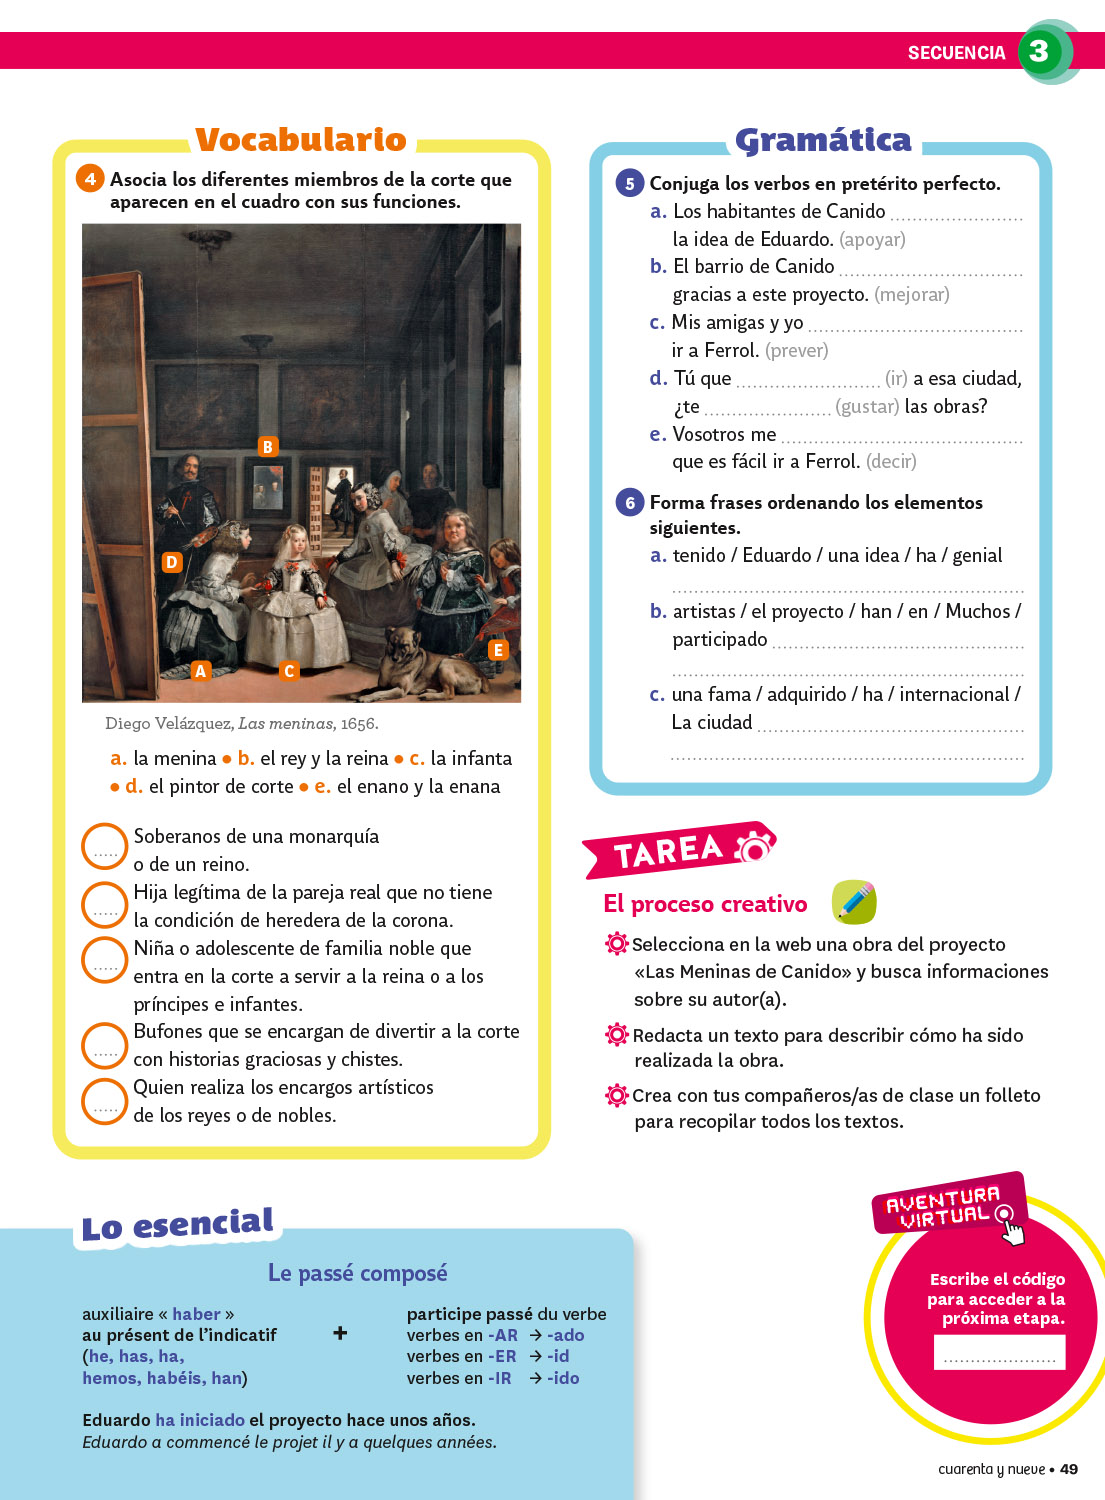 SECUENCIA 3
Vocabulario
4 Asocia los diferentes miembros de la corte que
aparecen en el cuadro con sus funciones.
B
D
A
C
E
Diego Velázquez, Las meninas, 1656.
a. la menina • b. el rey y la reina • c. la infanta
• d. el pintor de corte • e. el enano y la enana
..... Soberanos de una monarquía
o de un reino.
..... Hija legítima de la pareja real que no tiene
la condición de heredera de la corona.
..... Niña o adolescente de familia noble que
entra en la corte a servir a la reina o a los
príncipes e infantes.
..... Bufones que se encargan de divertir a la corte
con historias graciosas y chistes.
..... Quien realiza los encargos artísticos
de los reyes o de nobles.
Gramática
5 Conjuga los verbos en pretérito perfecto.
a. Los habitantes de Canido ........................
la idea de Eduardo. (apoyar)
b. El barrio de Canido .................................
gracias a este proyecto. (mejorar)
c. Mis amigas y yo .......................................
ir a Ferrol. (prever)
d. Tú que .......................... (ir) a esa ciudad,
¿te ....................... (gustar) las obras?
e. Vosotros me ............................................
que es fácil ir a Ferrol. (decir)
6 Forma frases ordenando los elementos
siguientes.
a. tenido / Eduardo / una idea / ha / genial
................................................................
b. artistas / el proyecto / han / en / Muchos /
participado ..............................................
................................................................
c. una fama / adquirido / ha / internacional /
La ciudad ................................................
................................................................
TAREA
El proceso creativo
Selecciona en la web una obra del proyecto
«Las Meninas de Canido» y busca informaciones
sobre su autor(a).
Redacta un texto para describir cómo ha sido
realizada la obra.
Crea con tus compañeros/as de clase un folleto
para recopilar todos los textos.
Lo esencial
Le passé composé
auxiliaire « haber »
au présent de l'indicatif
(he, has, ha,
hemos, habéis, han)
+
participe passé du verbe
verbes en -AR → -ado
verbes en -ER → -id
verbes en -IR → -ido
Eduardo ha iniciado el proyecto hace unos años.
Eduardo a commencé le projet il y a quelques années.
AVENTURA
VIRTUAL
Escribe el código
para acceder a la
próxima etapa.
.....................
cuarenta y nueve • 49